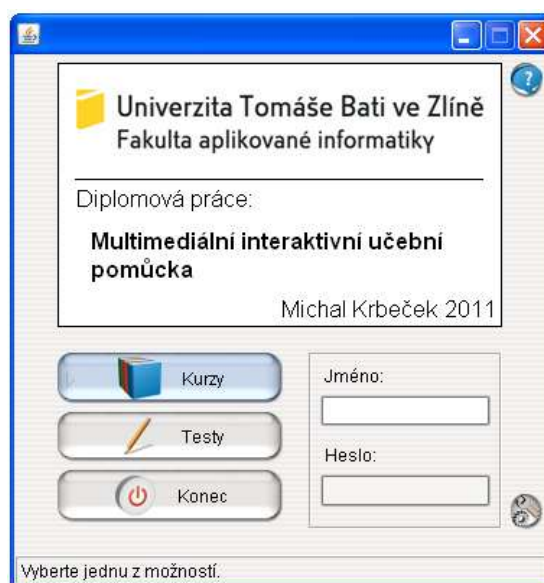 Univerzita Tomáše Bati ve Zlíně
Fakulta aplikované informatiky
Diplomová práce:
Multimediální interaktivní učební
pomůcka
Michal Krbeček 2011
Kurzy
Testy
Konec
Jméno:
Heslo:
Vyberte jednu z možností.